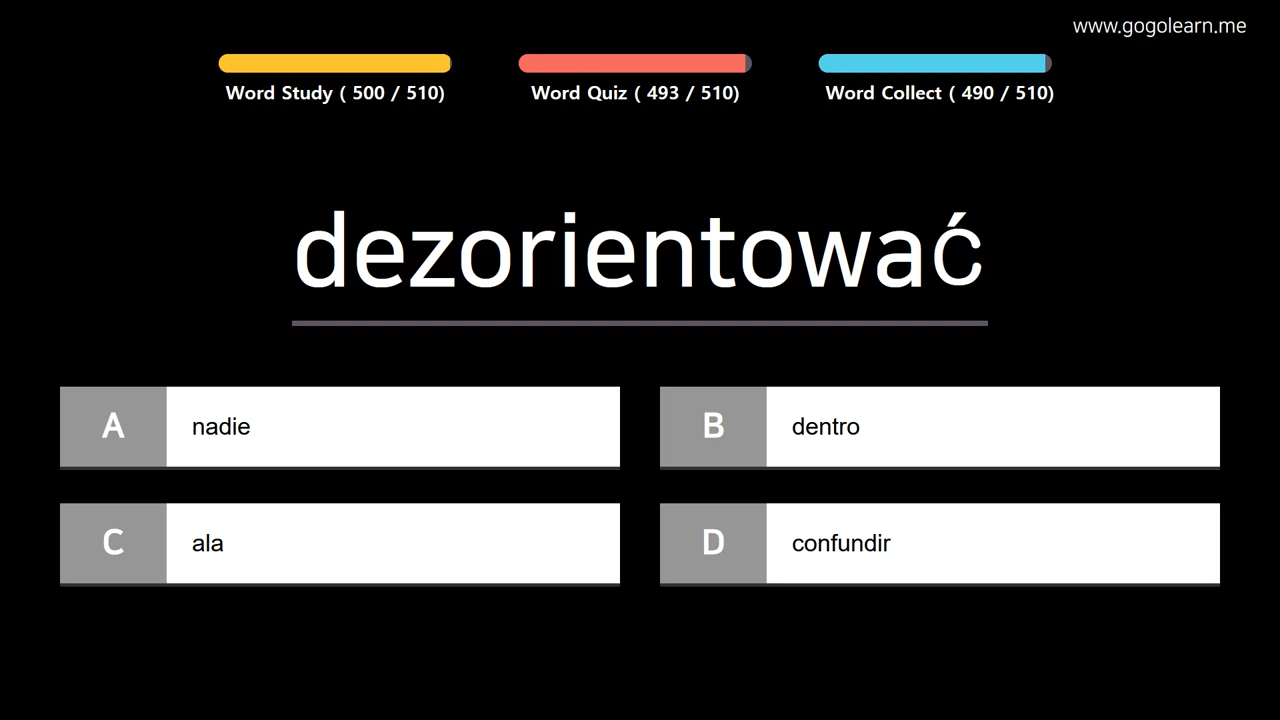 www.gogolearn.me
Word Study ( 500 / 510)
Word Quiz ( 493 / 510)
Word Collect ( 490 / 510)
dezorientować
A nadie
B dentro
C ala
D confundir